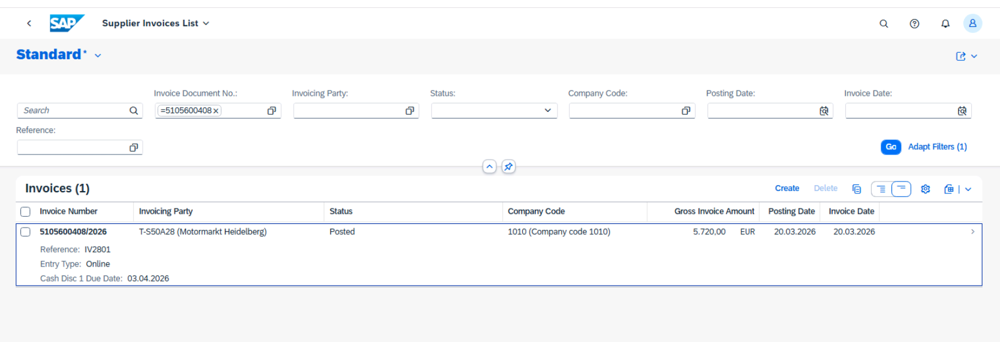 SAP Supplier Invoices List
Standard *
Search
Invoice Document No.:
=5105600408
Invoicing Party:
Status:
Company Code:
Posting Date:
Invoice Date:
Reference:
Go Adapt Filters (1)
Invoices (1) Create Delete
Invoice Number Invoicing Party Status Company Code Gross Invoice Amount Posting Date Invoice Date
5105600408/2026 T-S50A28 (Motormarkt Heidelberg) Posted 1010 (Company code 1010) 5.720,00 EUR 20.03.2026 20.03.2026
Reference: IV2801
Entry Type: Online
Cash Disc 1 Due Date: 03.04.2026